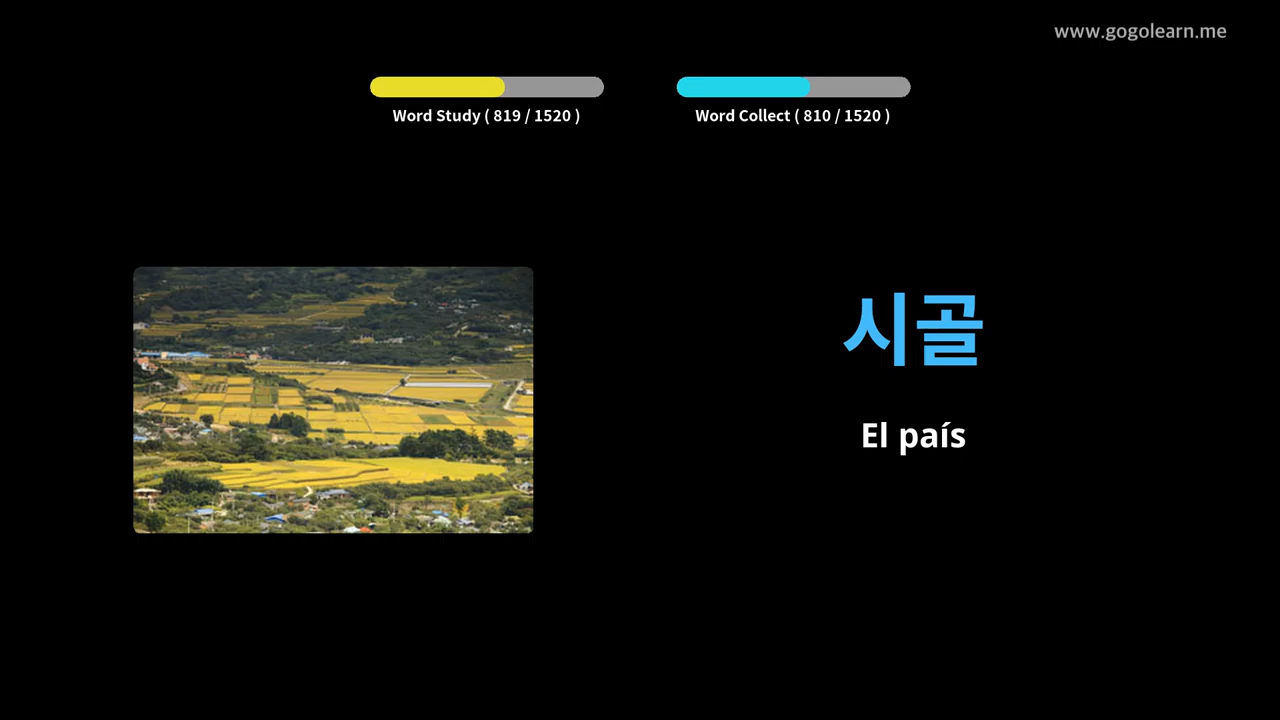 www.gogolearn.me
Word Study ( 819 / 1520 )
Word Collect ( 810 / 1520 )
시골
El país